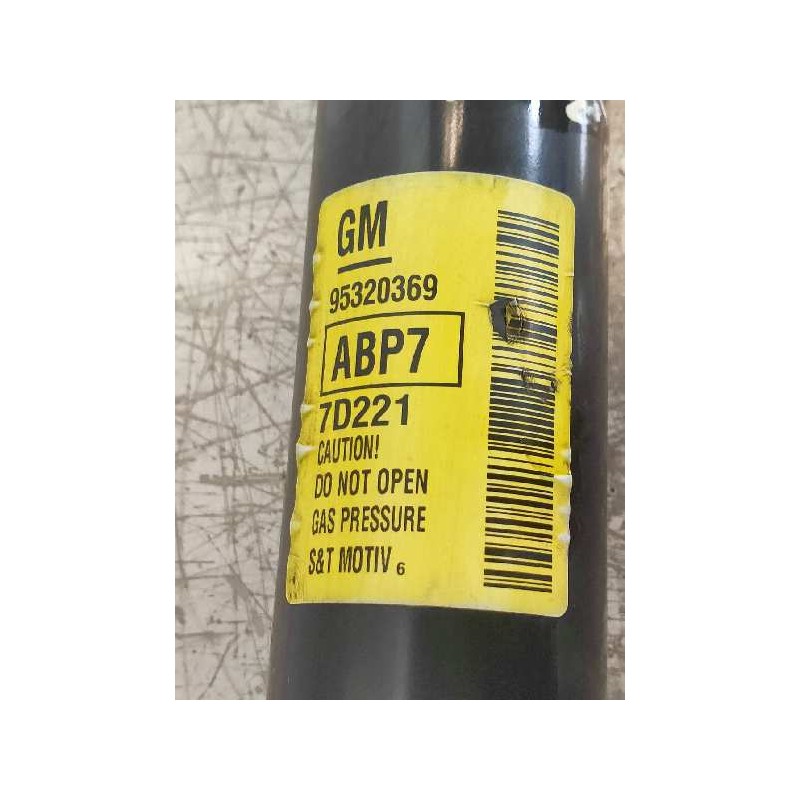 GM
95320369
ABP7
7D221
CAUTION!
DO NOT OPEN
GAS PRESSURE
S&T MOTIV 6